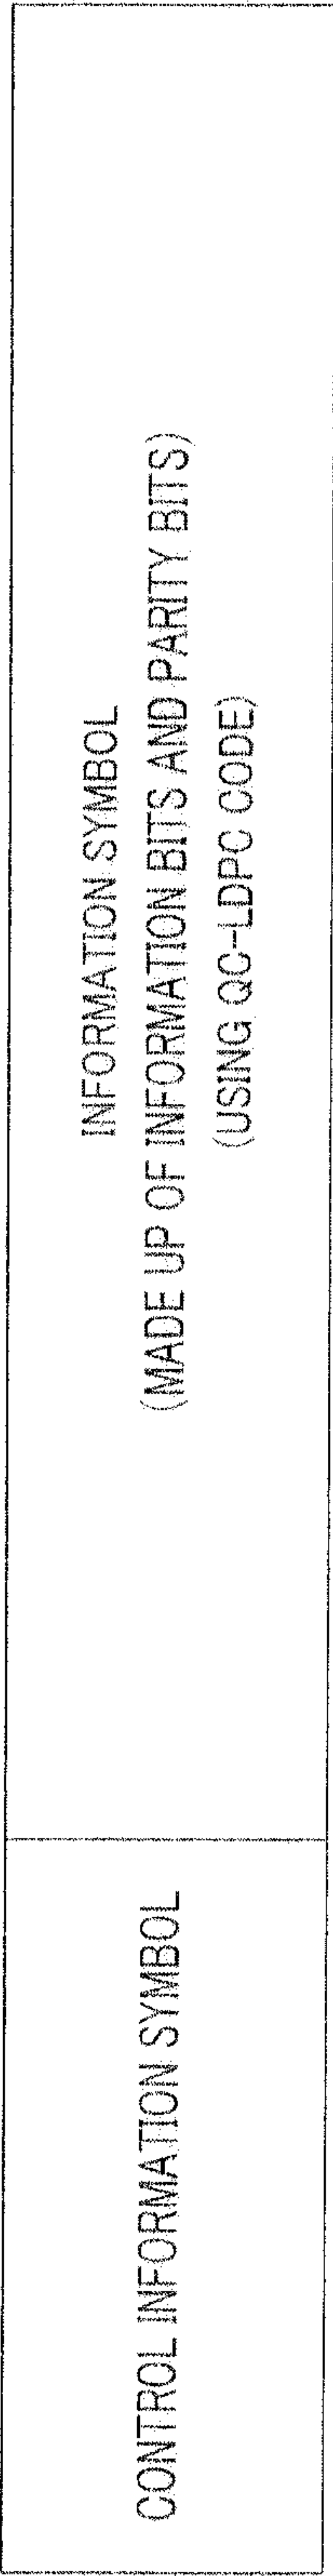 CONTROL INFORMATION SYMBOL
INFORMATION SYMBOL
(MADE UP OF INFORMATION BITS AND PARITY BITS)
(USING QC-LDPC CODE)